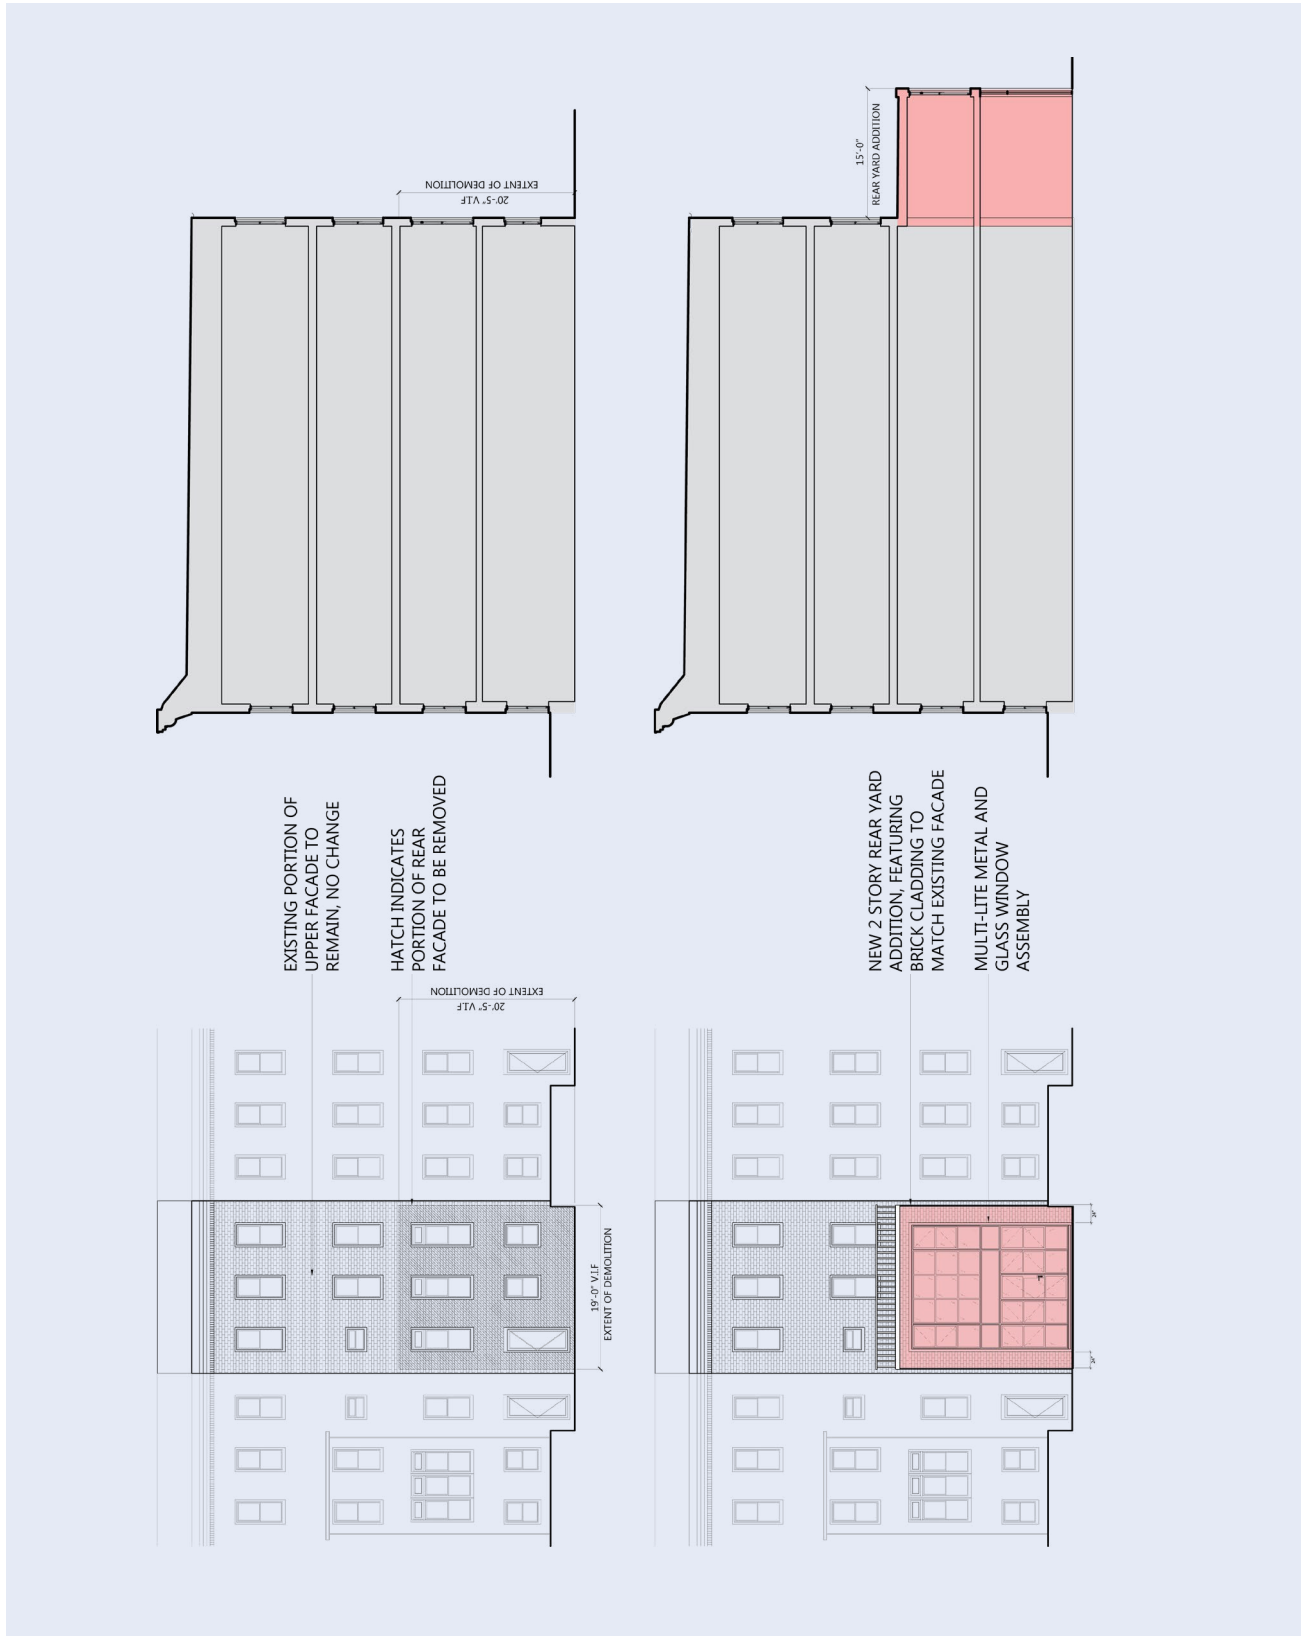 EXISTING PORTION OF
UPPER FACADE TO
REMAIN, NO CHANGE
HATCH INDICATES
PORTION OF REAR
FACADE TO BE REMOVED
20'-5" V.I.F
EXTENT OF DEMOLITION
19'-0" V.I.F
EXTENT OF DEMOLITION
20'-5" V.I.F
EXTENT OF DEMOLITION
NEW 2 STORY REAR YARD
ADDITION, FEATURING
BRICK CLADDING TO
MATCH EXISTING FACADE
MULTI-LITE METAL AND
GLASS WINDOW
ASSEMBLY
15'-0"
REAR YARD ADDITION